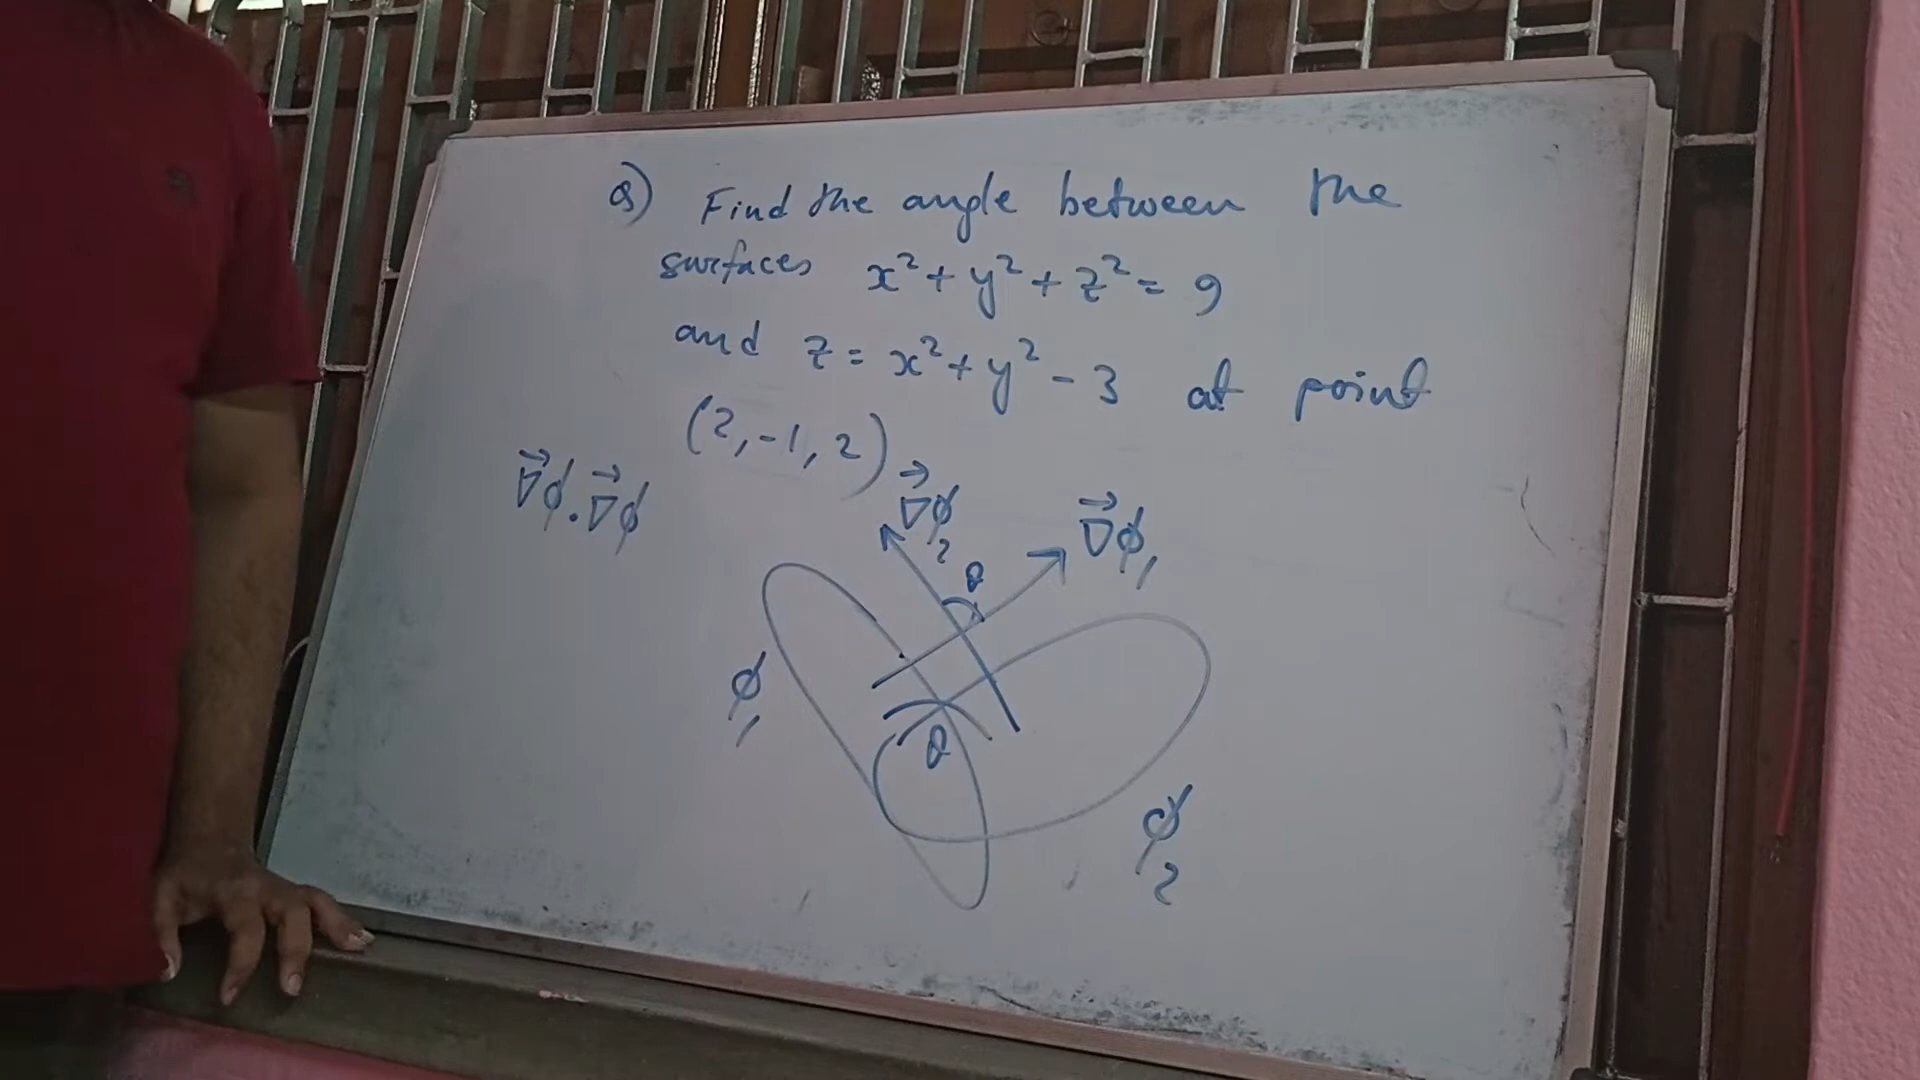 Q) Find the angle between the
surfaces x² + y² + z² = 9
and z = x² + y² - 3 at point
(2, -1, 2)
∇⃗ϕ . ∇⃗ϕ
∇⃗ϕ₂
∇⃗ϕ₁
θ
ϕ₁
θ
ϕ₂